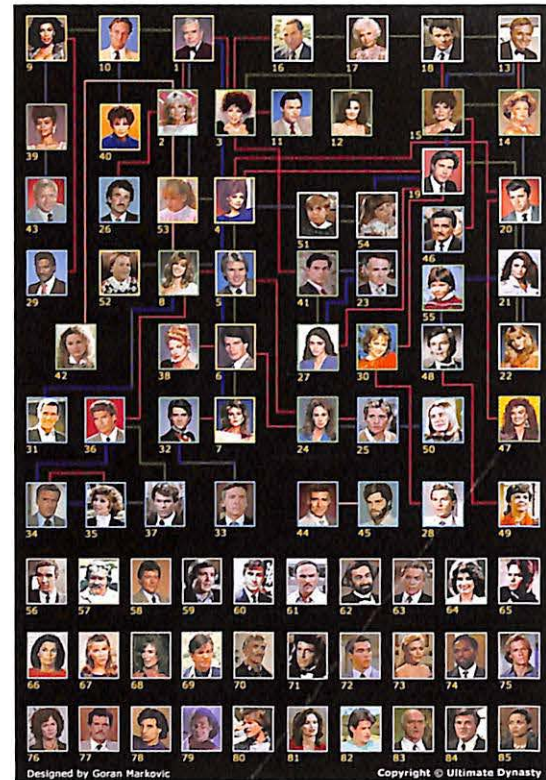 9 10 1 16 17 18 13
39 40 2 3 11 12 15 14
43 26 53 4 51 54 19 46 20
29 52 8 5 41 23 55 21
42 38 6 27 30 48 22
31 36 32 7 24 25 50 47
34 35 37 33 44 45 28 49
56 57 58 59 60 61 62 63 64 65
66 67 68 69 70 71 72 73 74 75
76 77 78 79 80 81 82 83 84 85
Designed by Goran Markovic Copyright © Ultimate Dynasty